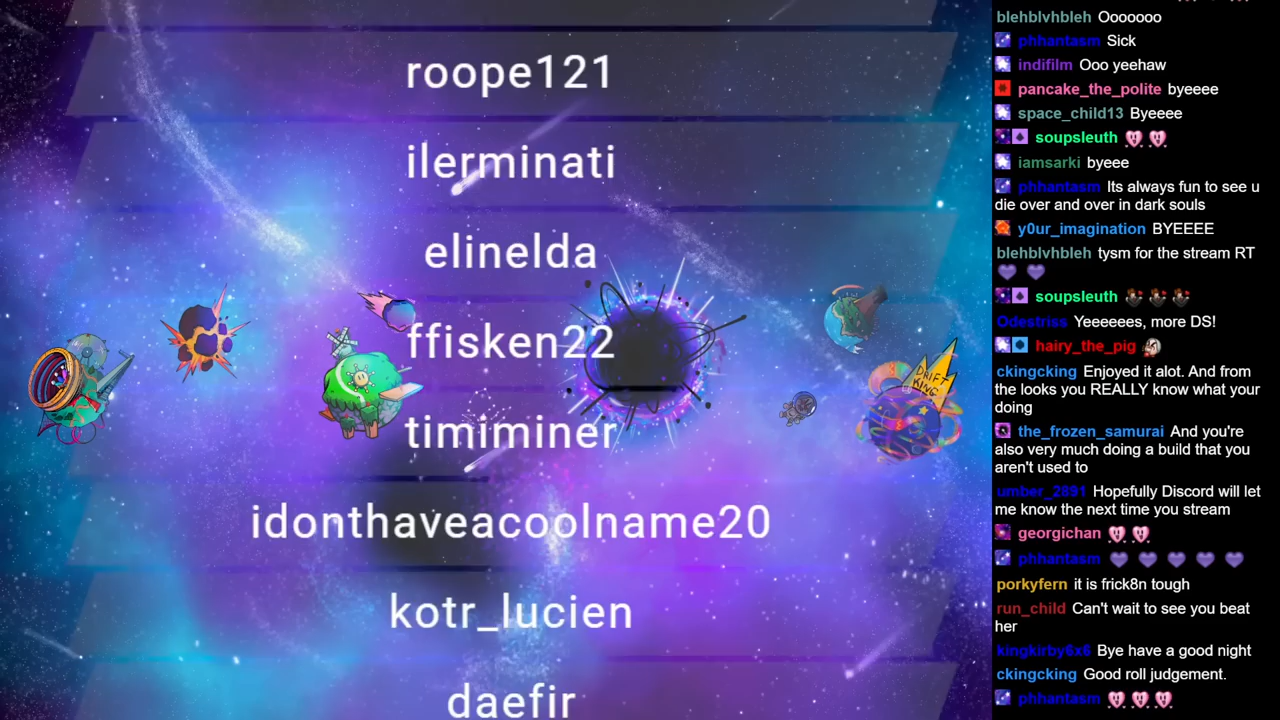 roope121
ilerminati
elinelda
ffisken22
timiminer
idonthaveacoolname20
kotr_lucien
daefir
DRIFT
KING
blehblvhbleh Ooooooo
phhantasm Sick
indifilm Ooo yeehaw
pancake_the_polite byeeee
space_child13 Byeeee
soupsleuth
iamsarki byeee
phhantasm Its always fun to see u
die over and over in dark souls
y0ur_imagination BYEEEE
blehblvhbleh tysm for the stream RT
soupsleuth
Odestriss Yeeeeees, more DS!
hairy_the_pig
ckingcking Enjoyed it alot. And from
the looks you REALLY know what your
doing
the_frozen_samurai And you're
also very much doing a build that you
aren't used to
umber_2891 Hopefully Discord will let
me know the next time you stream
georgichan
phhantasm
porkyfern it is frick8n tough
run_child Can't wait to see you beat
her
kingkirby6x6 Bye have a good night
ckingcking Good roll judgement.
phhantasm